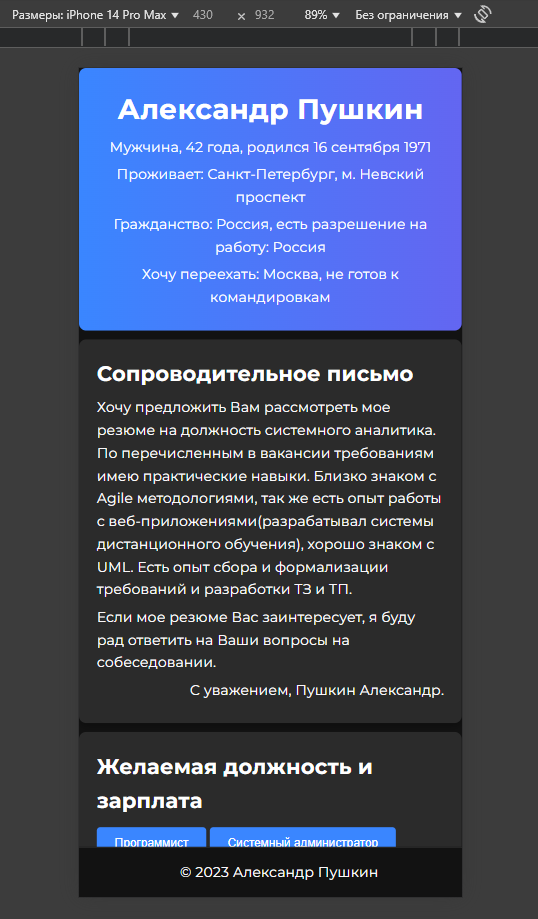 Размеры: iPhone 14 Pro Max ▼ 430 × 932 89% ▼ Без ограничения ▼
Александр Пушкин
Мужчина, 42 года, родился 16 сентября 1971
Проживает: Санкт-Петербург, м. Невский
проспект
Гражданство: Россия, есть разрешение на
работу: Россия
Хочу переехать: Москва, не готов к
командировкам
Сопроводительное письмо
Хочу предложить Вам рассмотреть мое
резюме на должность системного аналитика.
По перечисленным в вакансии требованиям
имею практические навыки. Близко знаком с
Agile методологиями, так же есть опыт работы
с веб-приложениями(разрабатывал системы
дистанционного обучения), хорошо знаком с
UML. Есть опыт сбора и формализации
требований и разработки ТЗ и ТП.
Если мое резюме Вас заинтересует, я буду
рад ответить на Ваши вопросы на
собеседовании.
С уважением, Пушкин Александр.
Желаемая должность и
зарплата
Программист Системный администратор
© 2023 Александр Пушкин